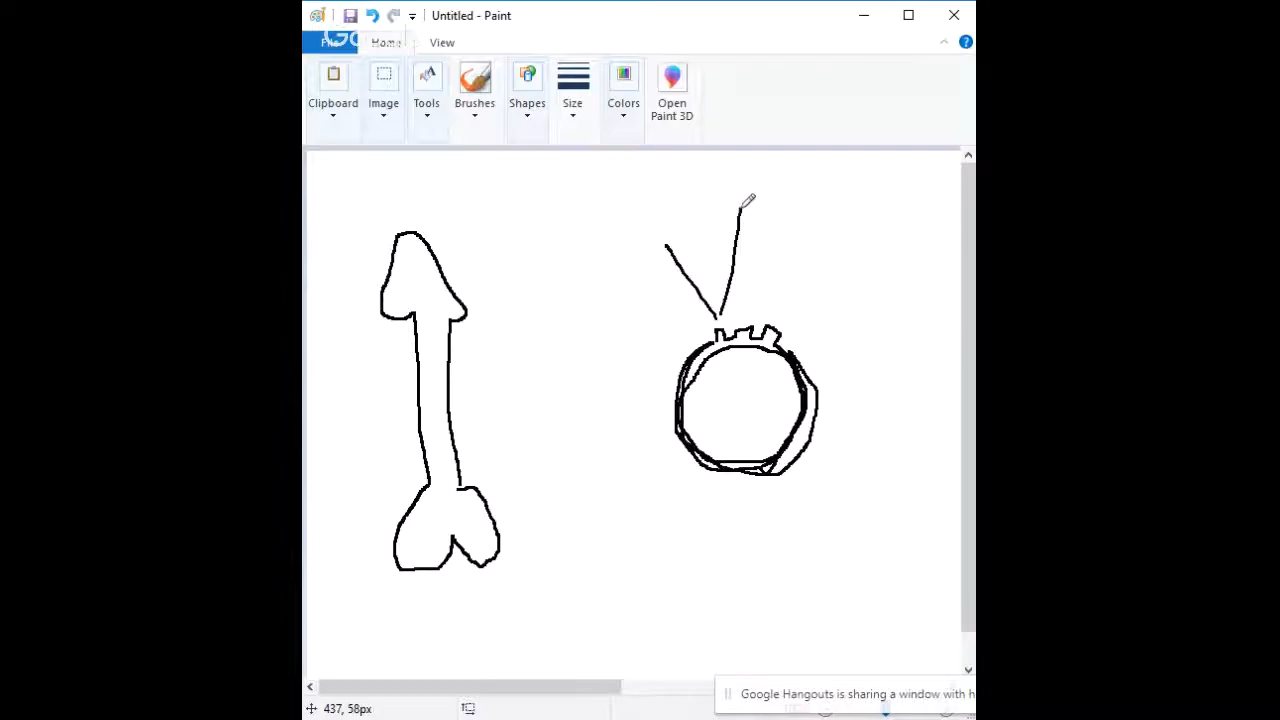 Untitled - Paint
File Home View
Clipboard Image Tools Brushes Shapes Size Colors Open
Paint 3D
Google Hangouts is sharing a window with h
437, 58px